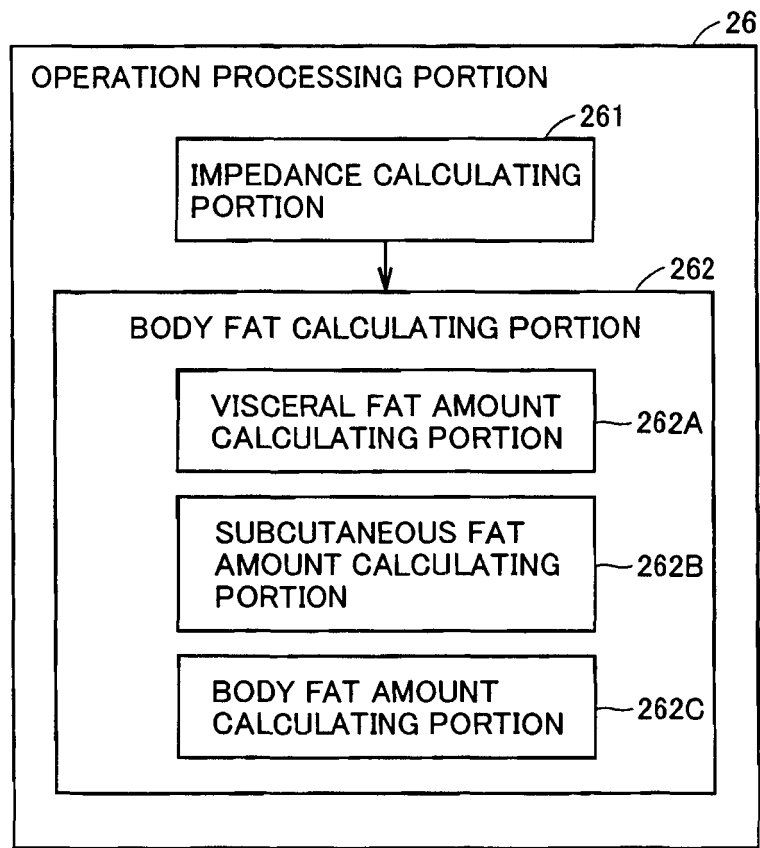 26
OPERATION PROCESSING PORTION
261
IMPEDANCE CALCULATING
PORTION
262
BODY FAT CALCULATING PORTION
VISCERAL FAT AMOUNT
CALCULATING PORTION
262A
SUBCUTANEOUS FAT
AMOUNT CALCULATING
PORTION
262B
BODY FAT AMOUNT
CALCULATING PORTION
262C